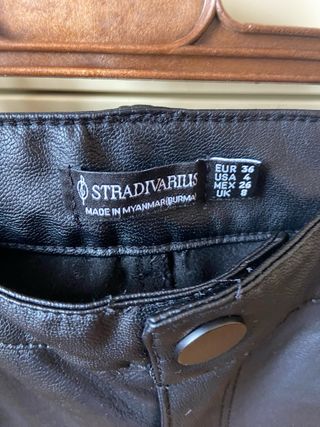 STRADIVARIUS
MADE IN MYANMAR(BURMA)
EUR 36
USA 4
MEX 26
UK 8